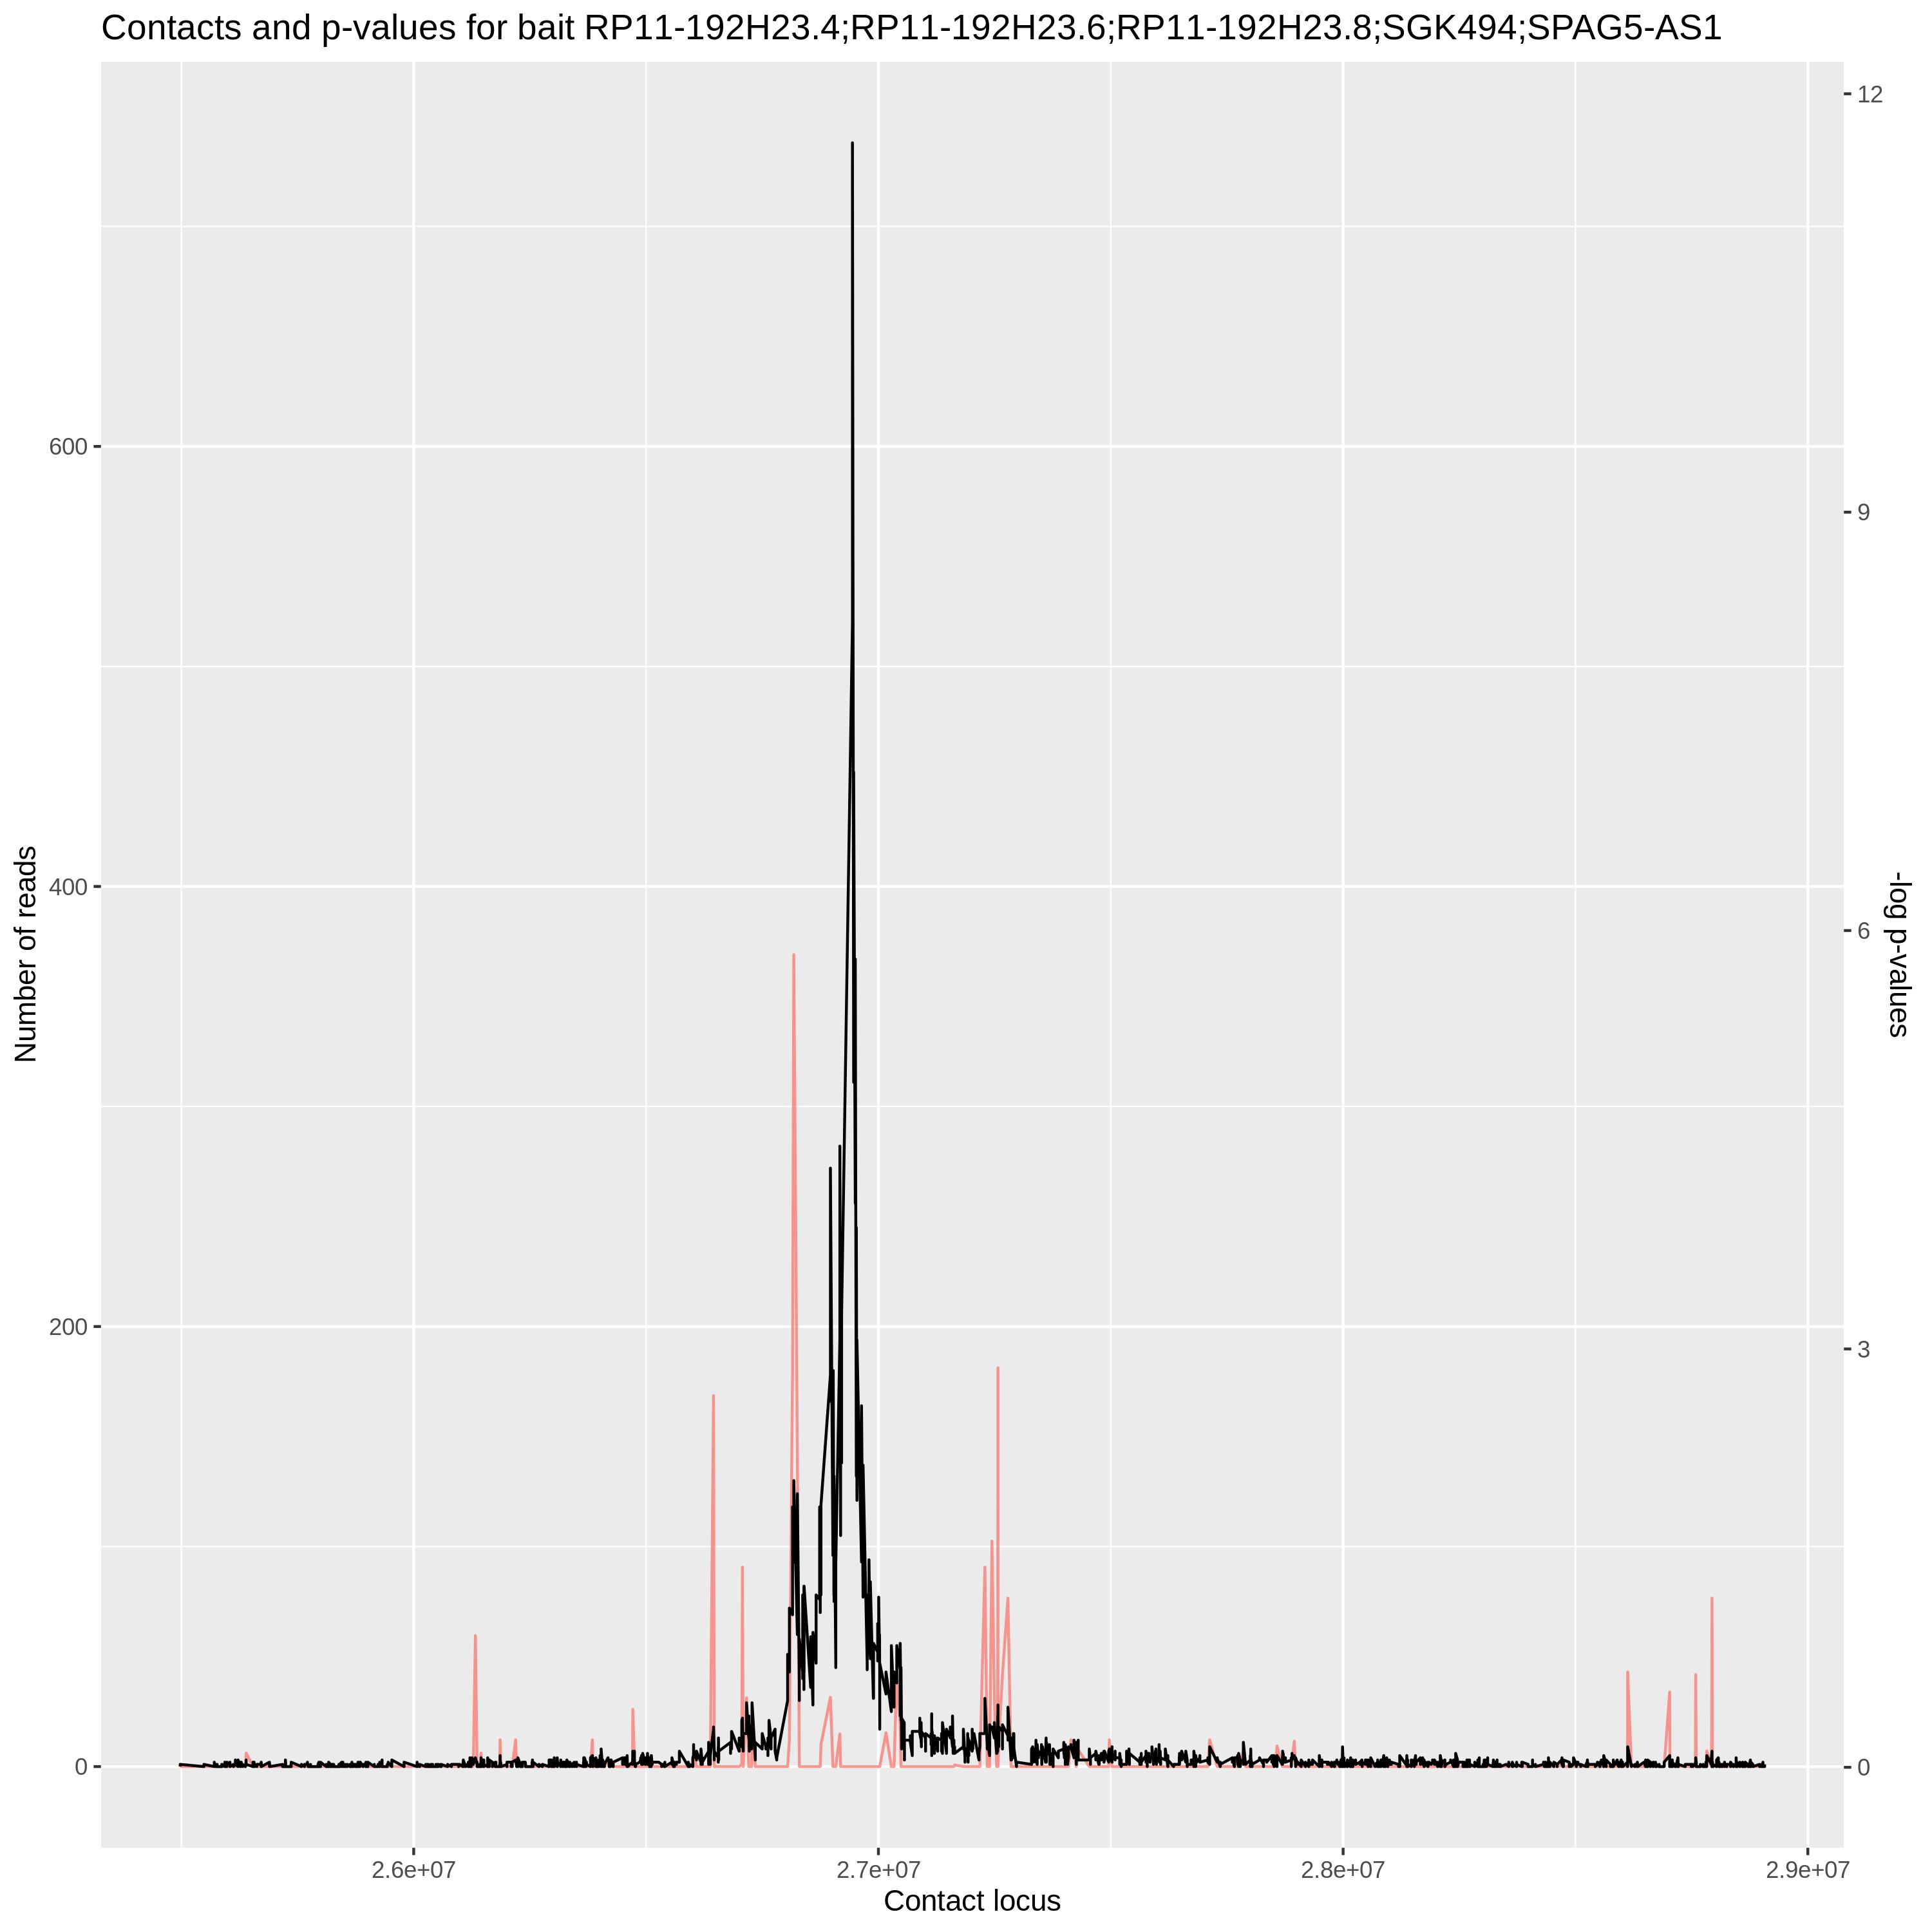 Contacts and p-values for bait RP11-192H23.4;RP11-192H23.6;RP11-192H23.8;SGK494;SPAG5-AS1
12
600
9
Number of reads
400
6
-log p-values
200
3
0
0
2.6e+07
2.7e+07
2.8e+07
2.9e+07
Contact locus